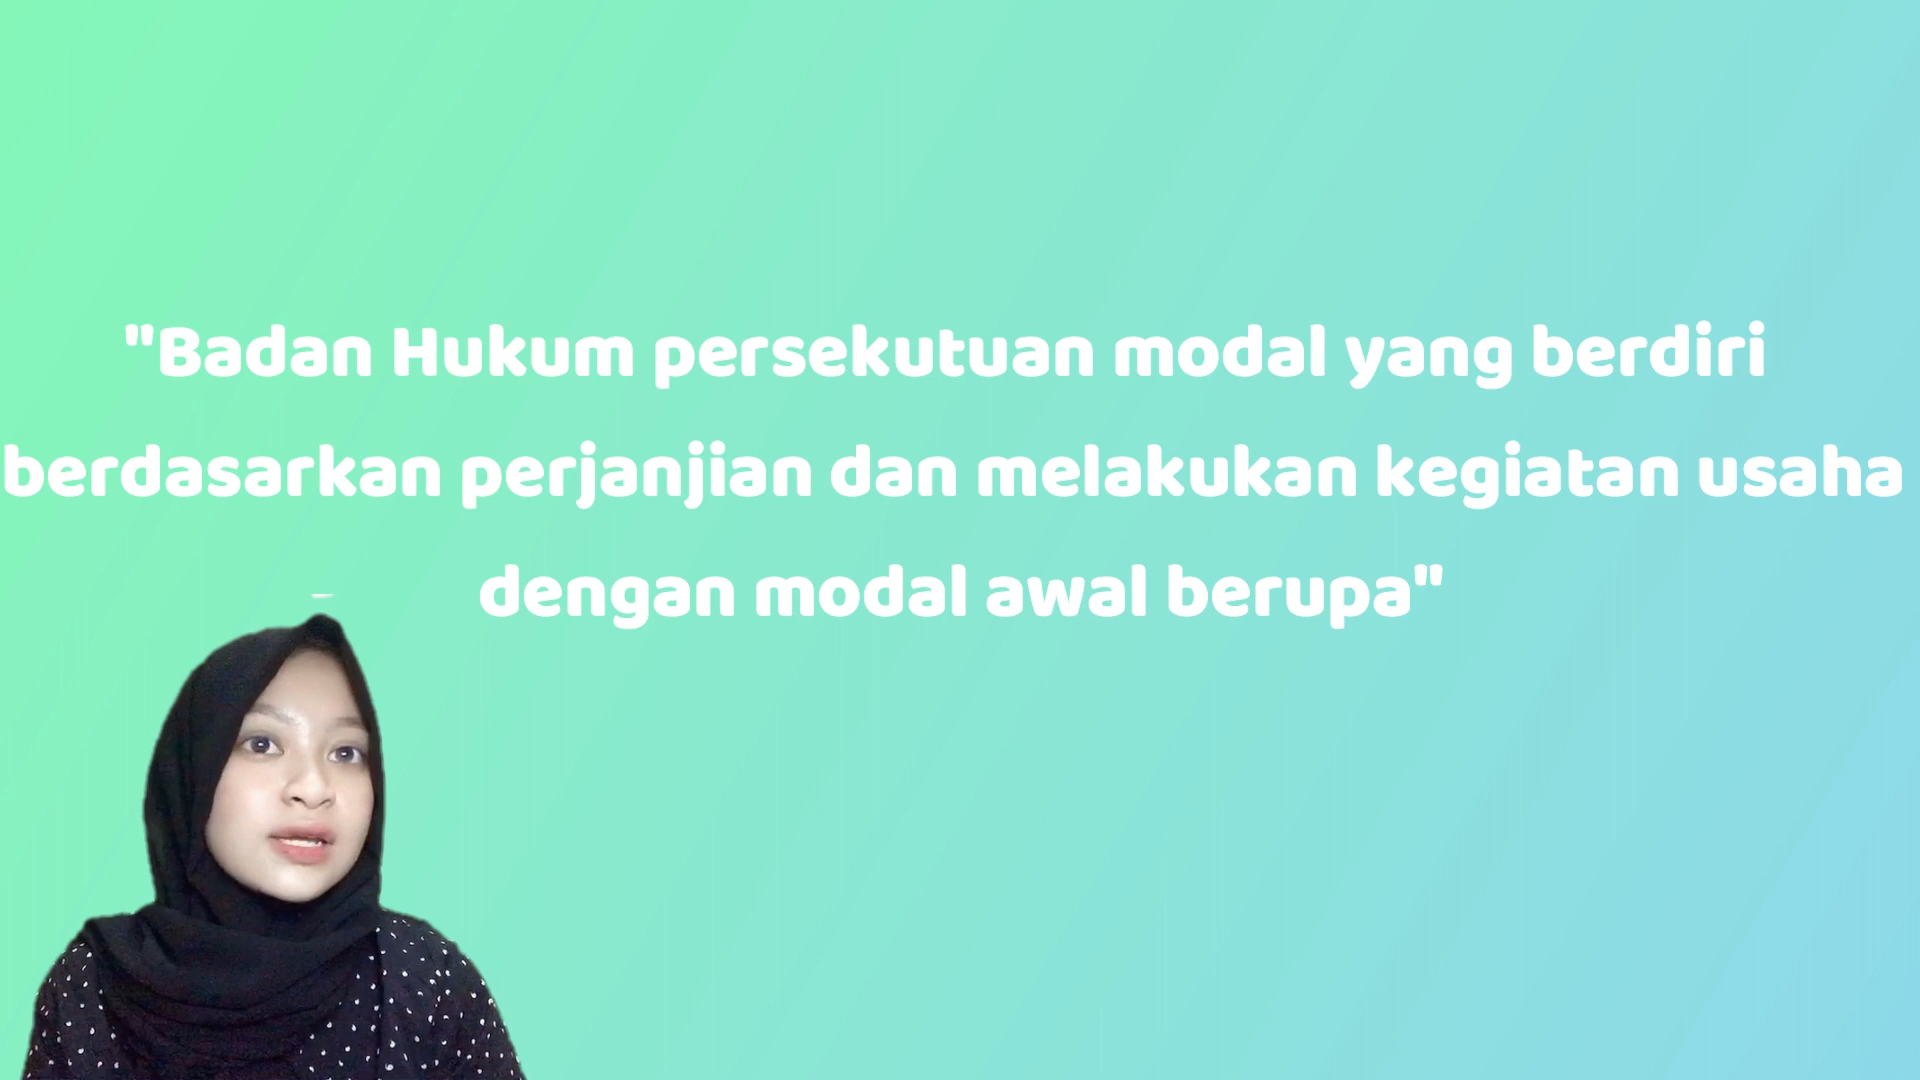 "Badan Hukum persekutuan modal yang berdiri
berdasarkan perjanjian dan melakukan kegiatan usaha
dengan modal awal berupa"